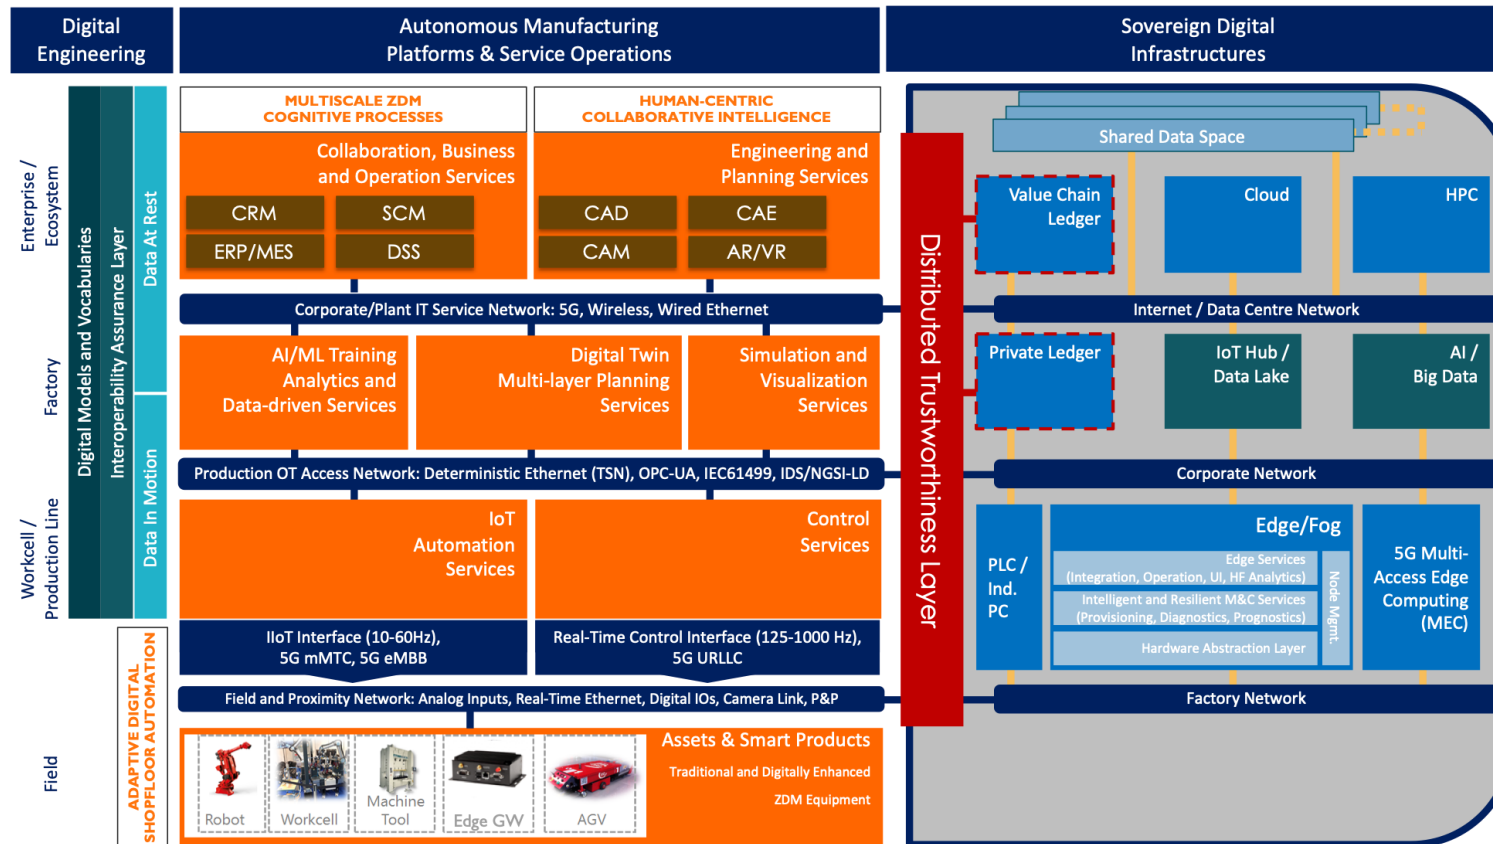 Digital
Engineering
Autonomous Manufacturing
Platforms & Service Operations
Sovereign Digital
Infrastructures
Enterprise /
Ecosystem
Factory
Workcell /
Production Line
Field
Digital Models and Vocabularies
Interoperability Assurance Layer
Data At Rest
Data In Motion
ADAPTIVE DIGITAL
SHOPFLOOR AUTOMATION
MULTISCALE ZDM
COGNITIVE PROCESSES
HUMAN-CENTRIC
COLLABORATIVE INTELLIGENCE
Collaboration, Business
and Operation Services
CRM
SCM
ERP/MES
DSS
Engineering and
Planning Services
CAD
CAE
CAM
AR/VR
Corporate/Plant IT Service Network: 5G, Wireless, Wired Ethernet
AI/ML Training
Analytics and
Data-driven Services
Digital Twin
Multi-layer Planning
Services
Simulation and
Visualization
Services
Production OT Access Network: Deterministic Ethernet (TSN), OPC-UA, IEC61499, IDS/NGSI-LD
IoT
Automation
Services
Control
Services
IIoT Interface (10-60Hz),
5G mMTC, 5G eMBB
Real-Time Control Interface (125-1000 Hz),
5G URLLC
Field and Proximity Network: Analog Inputs, Real-Time Ethernet, Digital IOs, Camera Link, P&P
Robot
Workcell
Machine
Tool
Edge GW
AGV
Assets & Smart Products
Traditional and Digitally Enhanced
ZDM Equipment
Distributed Trustworthiness Layer
Shared Data Space
Value Chain
Ledger
Cloud
HPC
Internet / Data Centre Network
Private Ledger
IoT Hub /
Data Lake
AI /
Big Data
Corporate Network
PLC /
Ind.
PC
Edge/Fog
Edge Services
(Integration, Operation, UI, HF Analytics)
Intelligent and Resilient M&C Services
(Provisioning, Diagnostics, Prognostics)
Hardware Abstraction Layer
Node Mgmt.
5G Multi-
Access Edge
Computing
(MEC)
Factory Network